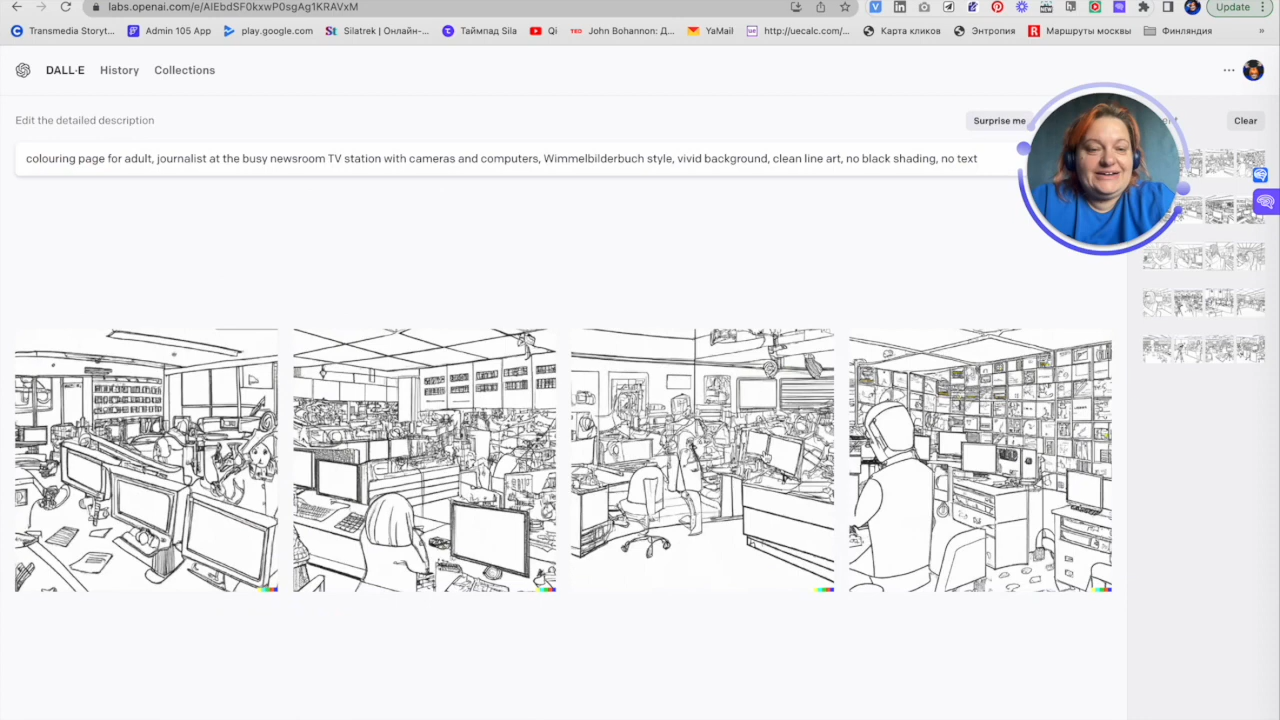 labs.openai.com/e/AIEbdSF0kxwP0sgAg1KRAVxM
Update
Transmedia Storyt... Admin 105 App play.google.com Silatrek | Онлайн-... Таймпад Sila Qi TED John Bohannon: Д... YaMail http://uecalc.com/... Карта кликов Энтропия Маршруты москвы Финляндия »
DALL·E History Collections
Edit the detailed description
Surprise me
Clear
colouring page for adult, journalist at the busy newsroom TV station with cameras and computers, Wimmelbilderbuch style, vivid background, clean line art, no black shading, no text